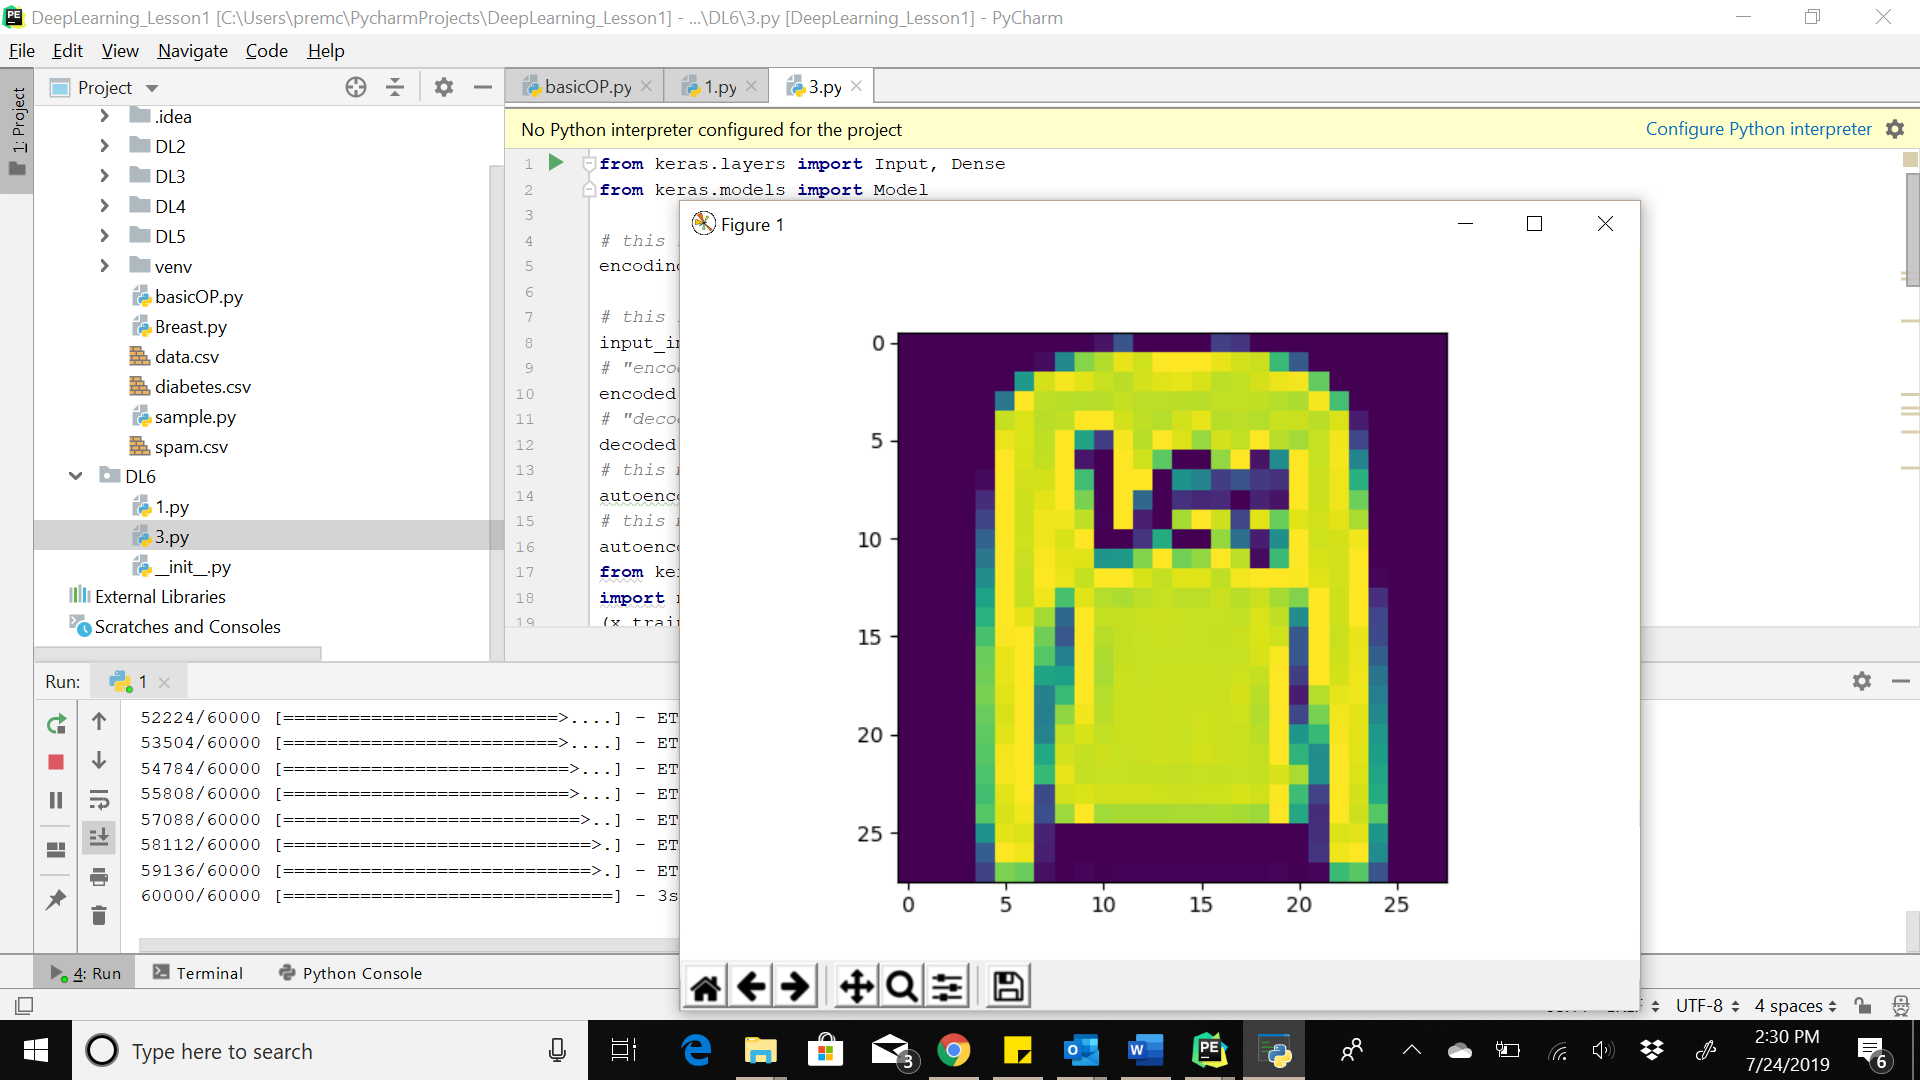 DeepLearning_Lesson1 [C:\Users\premc\PycharmProjects\DeepLearning_Lesson1] - ...\DL6\3.py [DeepLearning_Lesson1] - PyCharm
File Edit View Navigate Code Help
1: Project
Project
basicOP.py
1.py
3.py
.idea
DL2
DL3
DL4
DL5
venv
basicOP.py
Breast.py
data.csv
diabetes.csv
sample.py
spam.csv
DL6
1.py
3.py
__init__.py
External Libraries
Scratches and Consoles
No Python interpreter configured for the project
Configure Python interpreter
1 from keras.layers import Input, Dense
2 from keras.models import Model
3
4 # this
5 encoding
6
7 # this
8 input_i
9 # "enco
10 encoded
11 # "deco
12 decoded
13 # this
14 autoenc
15 # this
16 autoenc
17 from ke
18 import
19 (x_trai
Figure 1
0
5
10
15
20
25
0 5 10 15 20 25
Run: 1
52224/60000 [=========================>....] - ET
53504/60000 [=========================>....] - ET
54784/60000 [==========================>...] - ET
55808/60000 [==========================>...] - ET
57088/60000 [===========================>..] - ET
58112/60000 [============================>.] - ET
59136/60000 [============================>.] - ET
60000/60000 [==============================] - 3s
4: Run
Terminal
Python Console
UTF-8
4 spaces
Type here to search
3
2:30 PM
7/24/2019
6